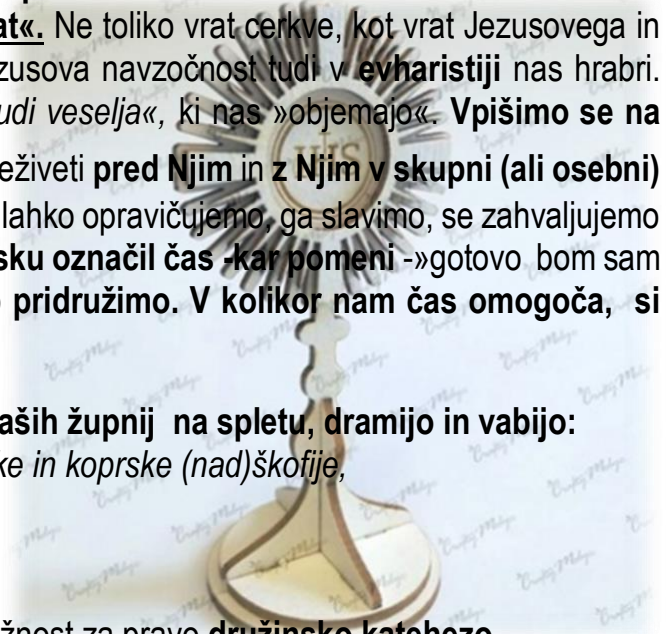 at«. Ne toliko vrat cerkve, kot vrat Jezusovega in
zusova navzočnost tudi v evharistiji nas hrabri.
udi veselja«, ki nas »objemajo«. Vpišimo se na
eživeti pred Njim in z Njim v skupni (ali osebni)
lahko opravičujemo, ga slavimo, se zahvaljujemo
sku označil čas -kar pomeni -»gotovo bom sam
pridružimo. V kolikor nam čas omogoča, si
IHS
aših župnij na spletu, dramijo in vabijo:
ke in koprske (nad)škofije,
žnost za pravo družinsko katehezo